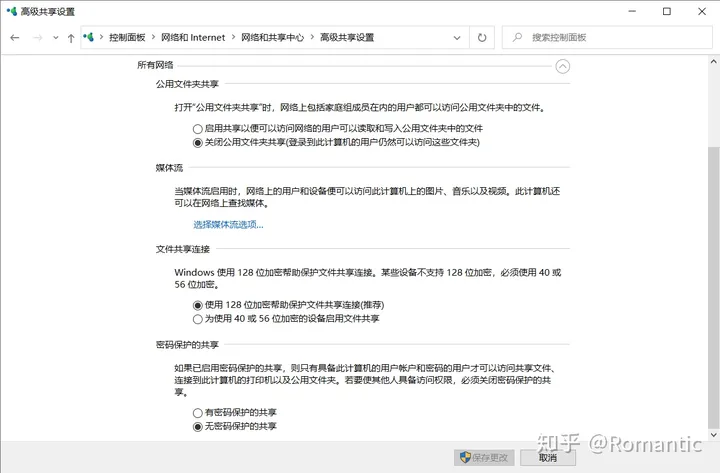 高级共享设置
控制面板 > 网络和 Internet > 网络和共享中心 > 高级共享设置
搜索控制面板
所有网络
公用文件夹共享
打开“公用文件夹共享”时，网络上包括家庭组成员在内的用户都可以访问公用文件夹中的文件。
启用共享以便可以访问网络的用户可以读取和写入公用文件夹中的文件
关闭公用文件夹共享(登录到此计算机的用户仍然可以访问这些文件夹)
媒体流
当媒体流启用时，网络上的用户和设备便可以访问此计算机上的图片、音乐以及视频。此计算机还
可以在网络上查找媒体。
选择媒体流选项...
文件共享连接
Windows 使用 128 位加密帮助保护文件共享连接。某些设备不支持 128 位加密，必须使用 40 或
56 位加密。
使用 128 位加密帮助保护文件共享连接(推荐)
为使用 40 或 56 位加密的设备启用文件共享
密码保护的共享
如果已启用密码保护的共享，则只有具备此计算机的用户帐户和密码的用户才可以访问共享文件、
连接到此计算机的打印机以及公用文件夹。若要使其他人具备访问权限，必须关闭密码保护的共
享。
有密码保护的共享
无密码保护的共享
保存更改
取消
知乎 @Romantic